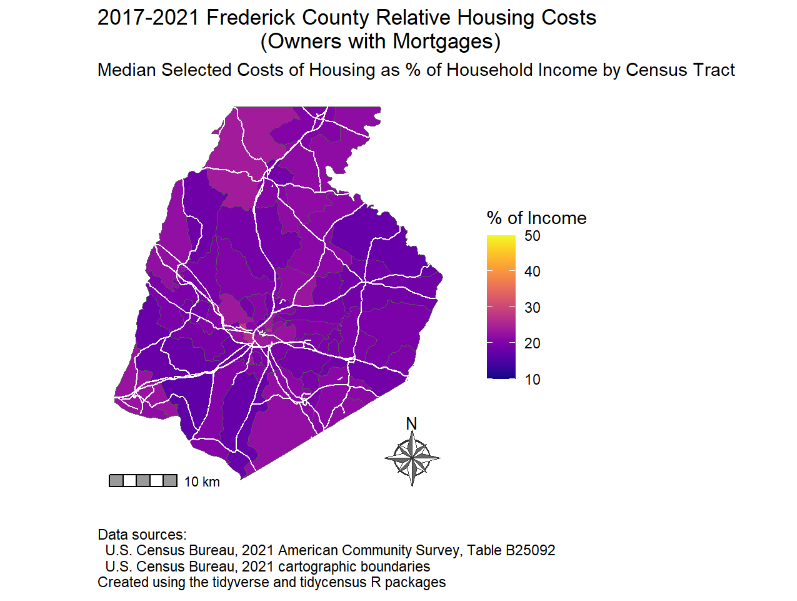 2017-2021 Frederick County Relative Housing Costs
(Owners with Mortgages)
Median Selected Costs of Housing as % of Household Income by Census Tract
% of Income
50
40
30
20
10
N
10 km
Data sources:
U.S. Census Bureau, 2021 American Community Survey, Table B25092
U.S. Census Bureau, 2021 cartographic boundaries
Created using the tidyverse and tidycensus R packages